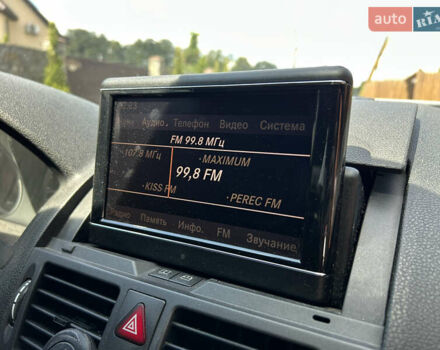 AUTO RIA
Аудио Телефон Видео Система
FM 99.8 МГц
107.8 МГц
·MAXIMUM
99,8 FM
·KISS FM
·PEREC FM
Радио Память Инфо. FM Звучание